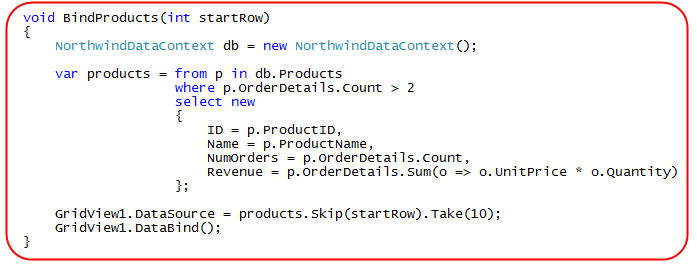 void BindProducts(int startRow)
{
    NorthwindDataContext db = new NorthwindDataContext();

    var products = from p in db.Products
                   where p.OrderDetails.Count > 2
                   select new
                   {
                       ID = p.ProductID,
                       Name = p.ProductName,
                       NumOrders = p.OrderDetails.Count,
                       Revenue = p.OrderDetails.Sum(o => o.UnitPrice * o.Quantity)
                   };

    GridView1.DataSource = products.Skip(startRow).Take(10);
    GridView1.DataBind();
}